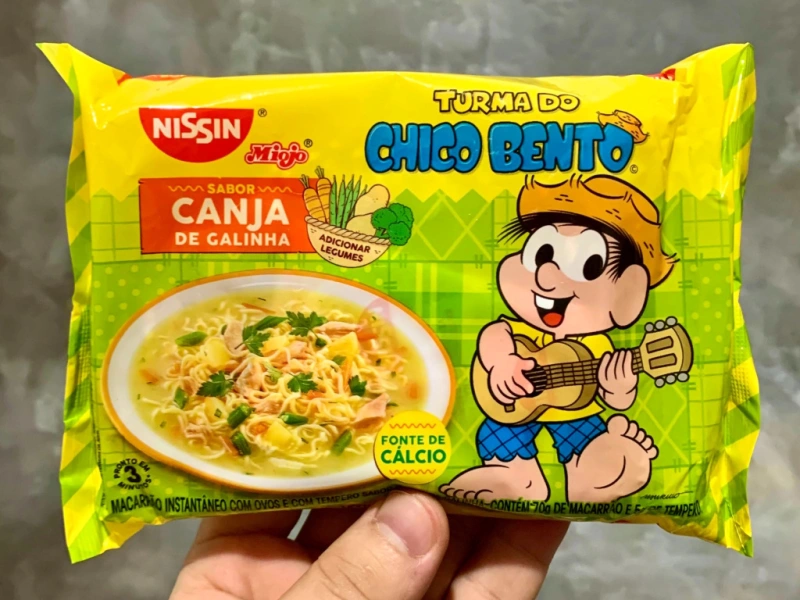 TURMA DO
CHICO BENTO
©
NISSIN®
Miojo®
SABOR
CANJA
DE GALINHA
ADICIONAR
LEGUMES
FONTE DE
CÁLCIO
PRONTO EM
3
MINUTOS
MACARRÃO INSTANTÂNEO COM OVOS E COM TEMPERO CONTÉM 70g DE MACARRÃO E DE